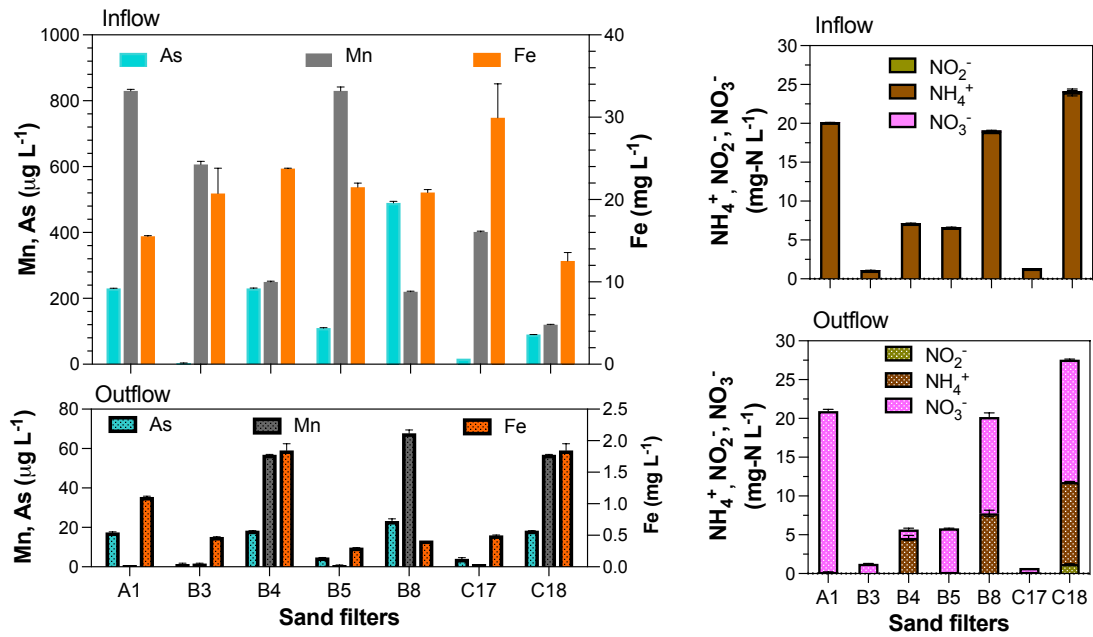 Inflow
As
Mn
Fe
Mn, As (µg L⁻¹)
1000
800
600
400
200
0
Fe (mg L⁻¹)
40
30
20
10
0
Outflow
As
Mn
Fe
Mn, As (µg L⁻¹)
80
60
40
20
0
Fe (mg L⁻¹)
2.5
2.0
1.5
1.0
0.5
0.0
A1 B3 B4 B5 B8 C17 C18
Sand filters
Inflow
NO₂⁻
NH₄⁺
NO₃⁻
NH₄⁺, NO₂⁻, NO₃⁻
(mg-N L⁻¹)
30
25
20
15
10
5
0
Outflow
NO₂⁻
NH₄⁺
NO₃⁻
NH₄⁺, NO₂⁻, NO₃⁻
(mg-N L⁻¹)
30
25
20
15
10
5
0
A1 B3 B4 B5 B8 C17 C18
Sand filters